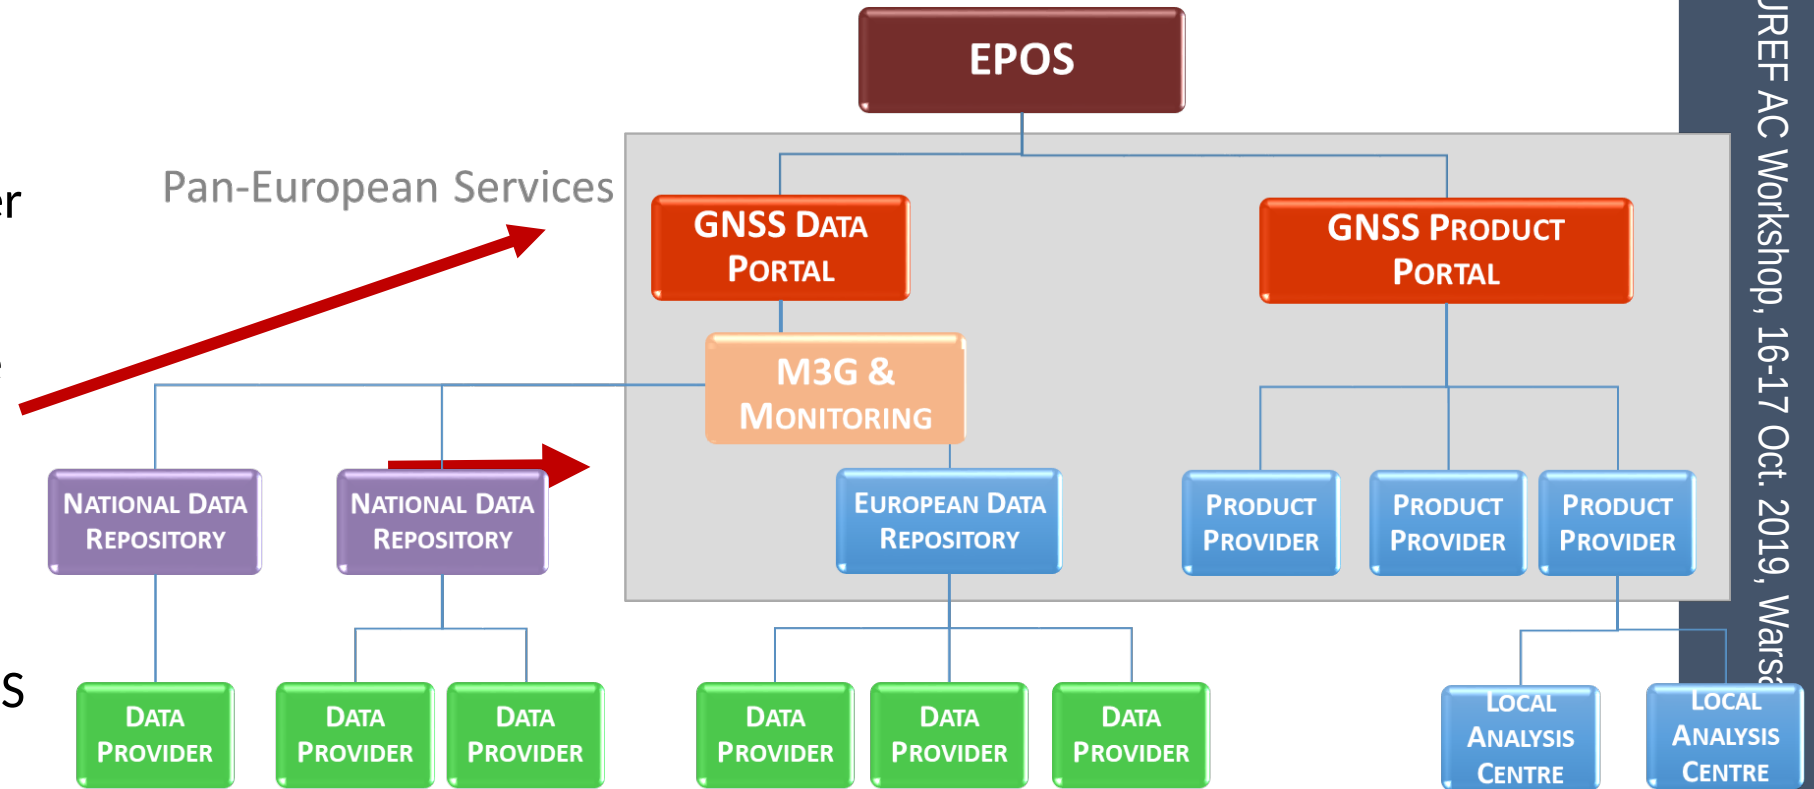 EPOS
Pan-European Services
GNSS DATA
PORTAL
GNSS PRODUCT
PORTAL
M3G &
MONITORING
NATIONAL DATA
REPOSITORY
NATIONAL DATA
REPOSITORY
EUROPEAN DATA
REPOSITORY
PRODUCT
PROVIDER
PRODUCT
PROVIDER
PRODUCT
PROVIDER
DATA
PROVIDER
DATA
PROVIDER
DATA
PROVIDER
DATA
PROVIDER
DATA
PROVIDER
DATA
PROVIDER
LOCAL
ANALYSIS
CENTRE
LOCAL
ANALYSIS
CENTRE
UREF AC Workshop, 16-17 Oct. 2019,